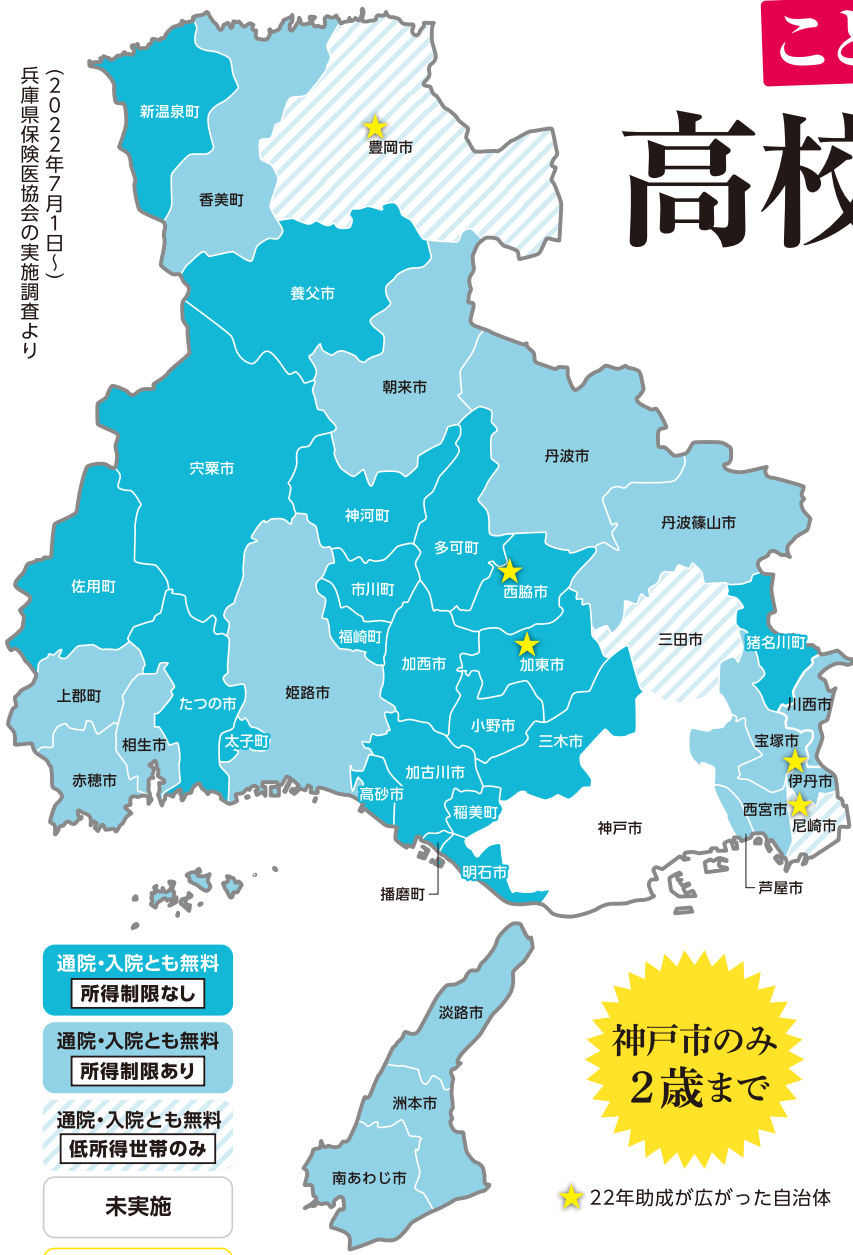 こど
高校
(2022年7月1日~)
兵庫県保険医協会の実施調査より
新温泉町
豊岡市
香美町
養父市
朝来市
丹波市
宍粟市
神河町
丹波篠山市
多可町
佐用町
市川町
西脇市
福崎町
三田市
猪名川町
加西市
加東市
上郡町
姫路市
たつの市
川西市
相生市
太子町
小野市
三木市
宝塚市
赤穂市
加古川市
伊丹市
高砂市
稲美町
西宮市
神戸市
尼崎市
明石市
播磨町
芦屋市
淡路市
洲本市
南あわじ市
通院・入院とも無料
所得制限なし
通院・入院とも無料
所得制限あり
通院・入院とも無料
低所得世帯のみ
未実施
神戸市のみ
2歳まで
★22年助成が広がった自治体